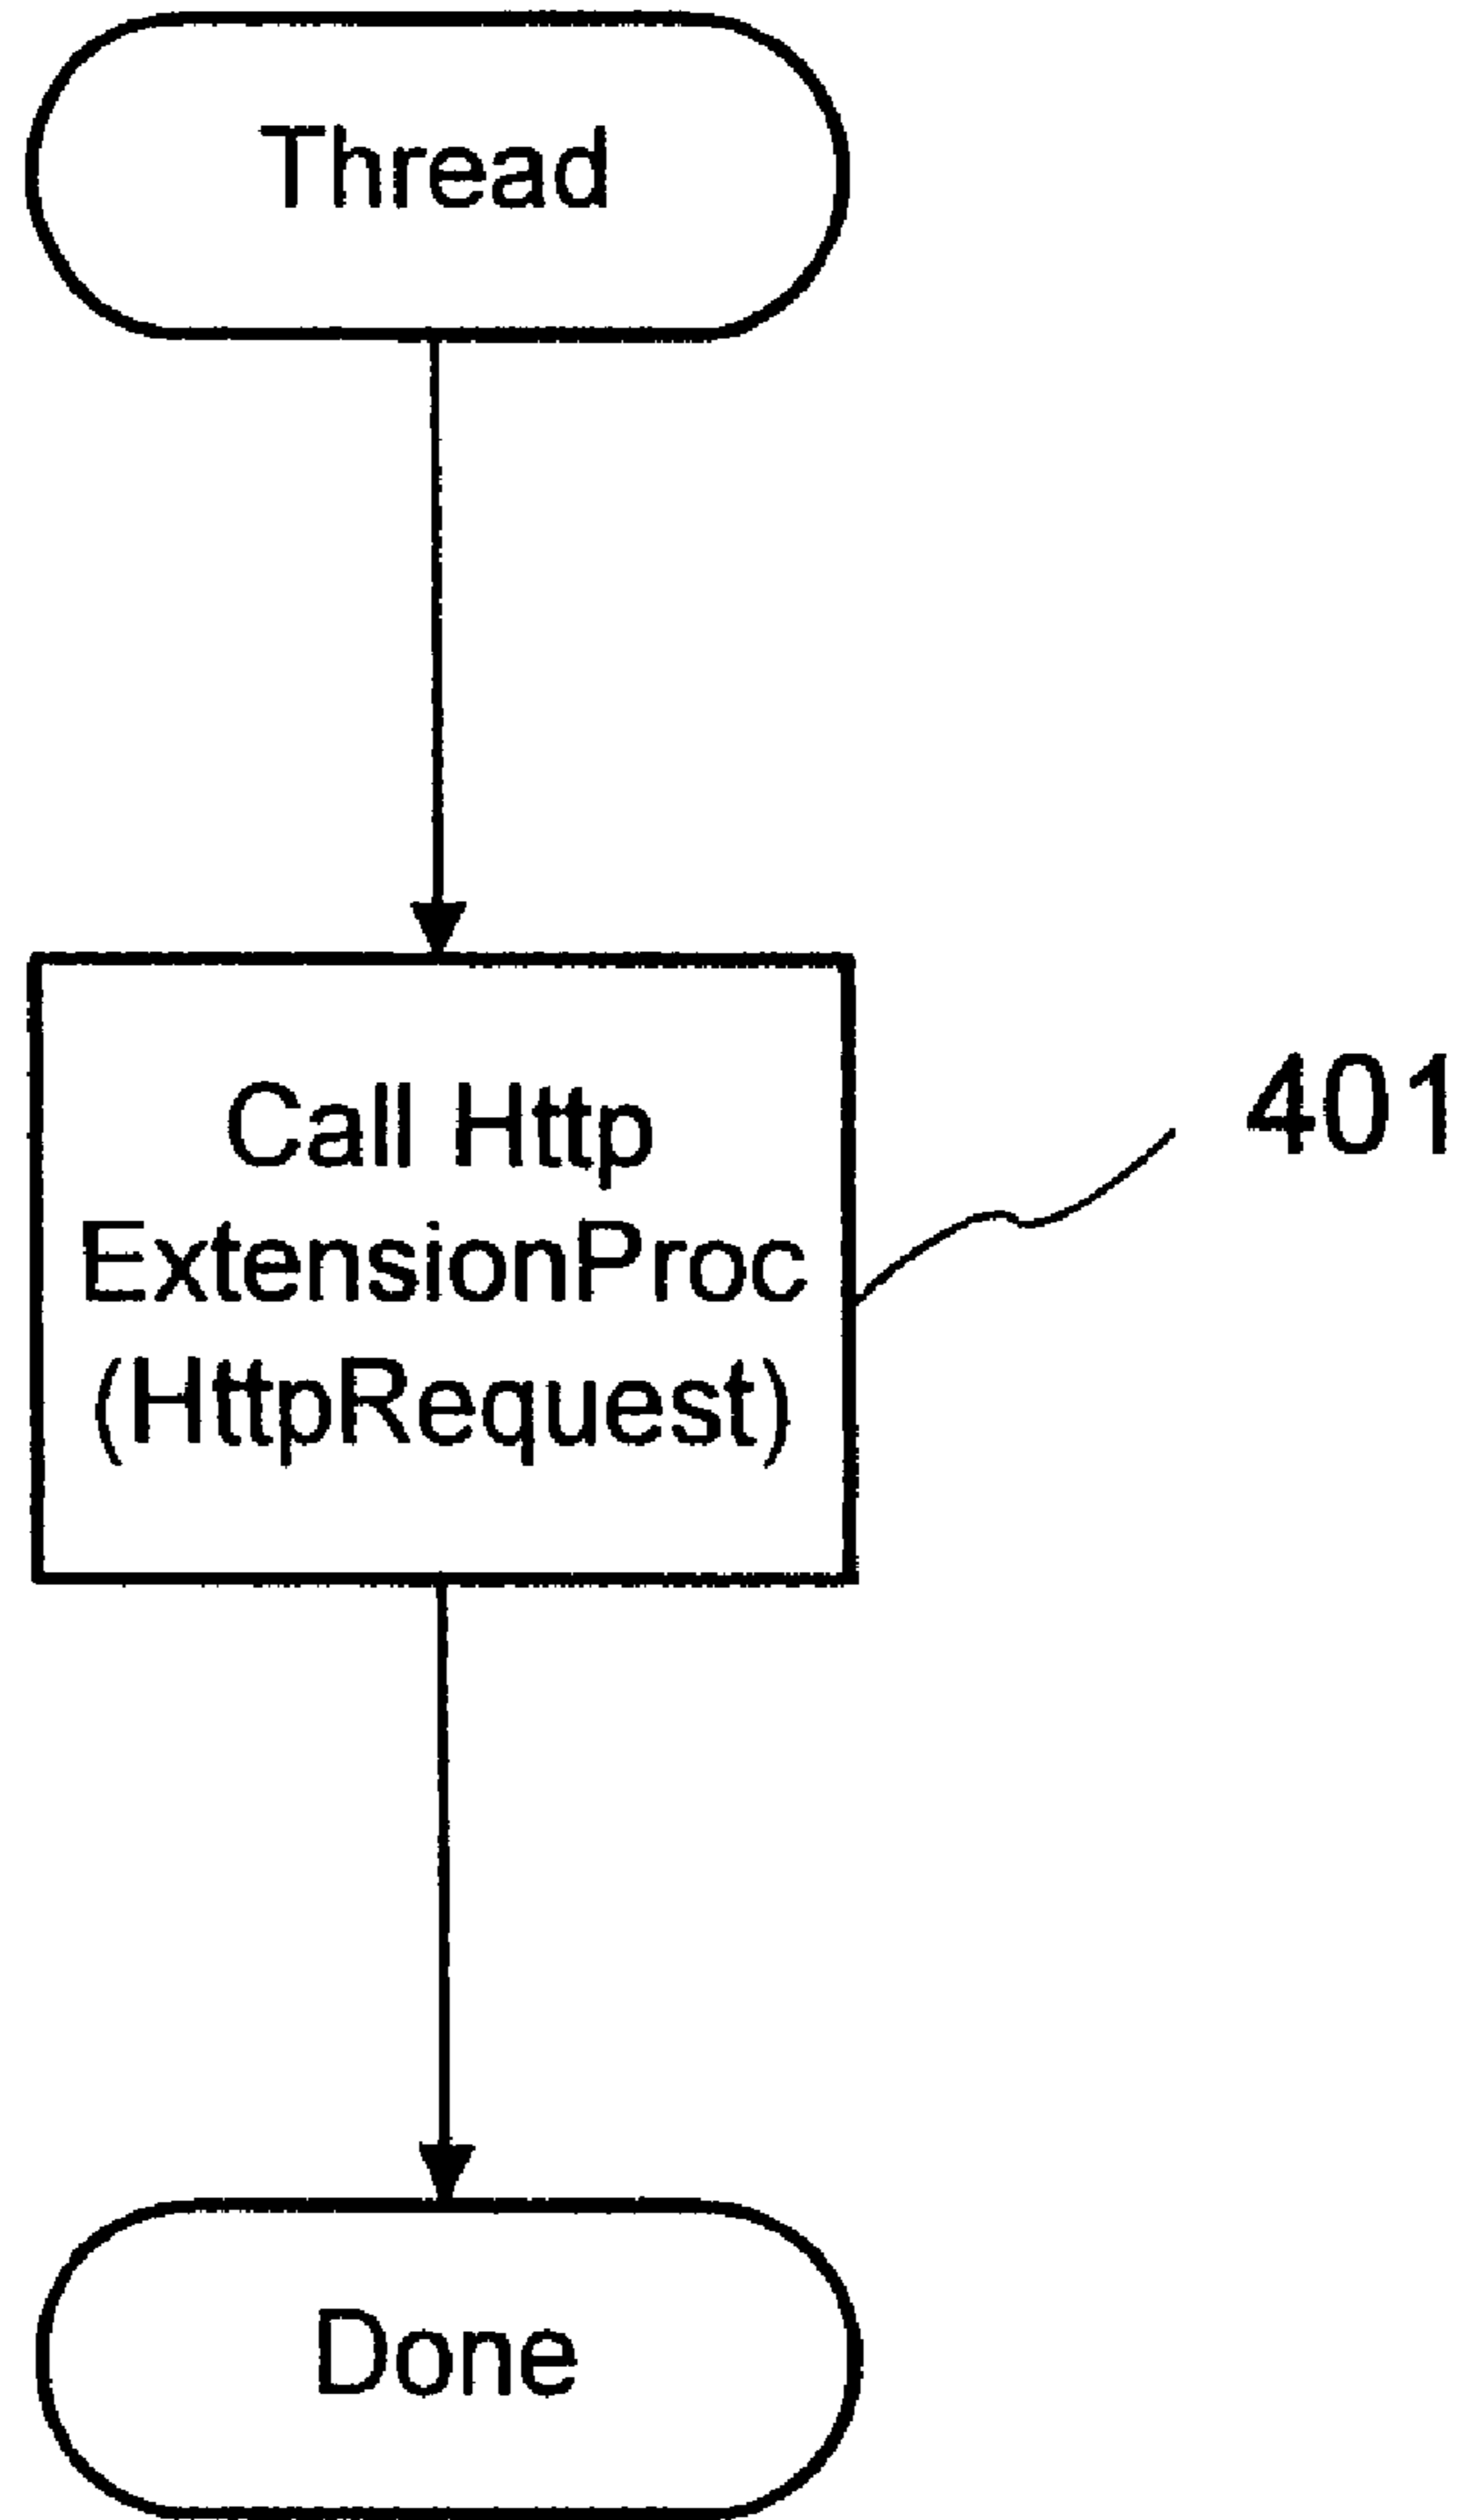 Thread
Call Http
ExtensionProc
(HttpRequest)
401
Done